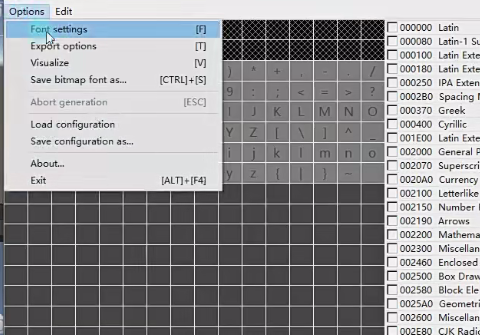 Options Edit
Font settings [F]
Export options [T]
Visualize [V]
Save bitmap font as... [CTRL]+[S]
Abort generation [ESC]
Load configuration
Save configuration as...
About...
Exit [ALT]+[F4]
) * + , - . /
9 : ; < = > ?
I J K L M N O
Y Z [ \ ] ^ _
i j k l m n o
y z { | } ~
000000 Latin
000080 Latin-1 Su
000100 Latin Exte
000180 Latin Exte
000250 IPA Exten
0002B0 Spacing M
000370 Greek
000400 Cyrillic
001E00 Latin Exte
002000 General P
002070 Superscri
0020A0 Currency
002100 Letterlike
002150 Number F
002190 Arrows
002200 Mathema
002300 Miscellan
002460 Enclosed
002500 Box Draw
002580 Block Ele
0025A0 Geometri
002600 Miscellan
002E80 CJK Radic